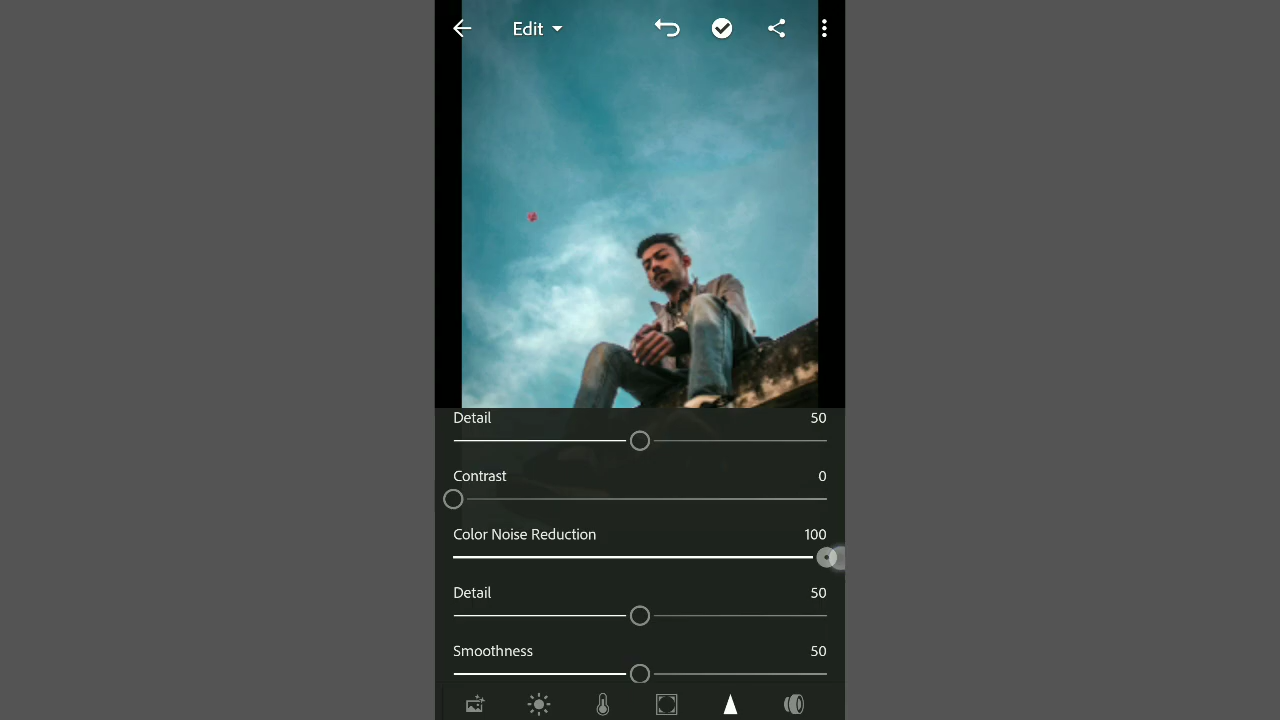 Edit
Detail 50
Contrast 0
Color Noise Reduction 100
Detail 50
Smoothness 50